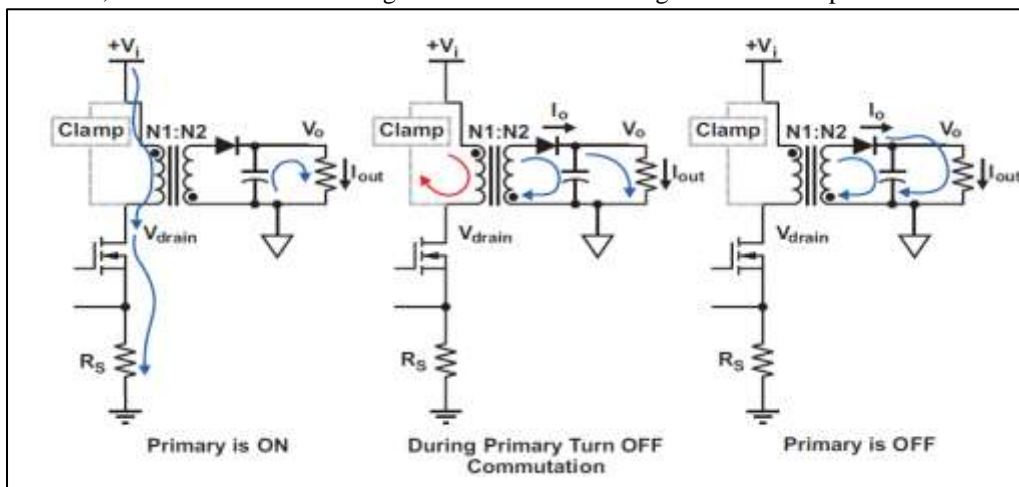 +Vi
Clamp
N1:N2
Vo
Iout
Vdrain
RS
Primary is ON
+Vi
Clamp
N1:N2
Io
Vo
Iout
Vdrain
RS
During Primary Turn OFF
Commutation
+Vi
Clamp
N1:N2
Io
Vo
Iout
Vdrain
RS
Primary is OFF